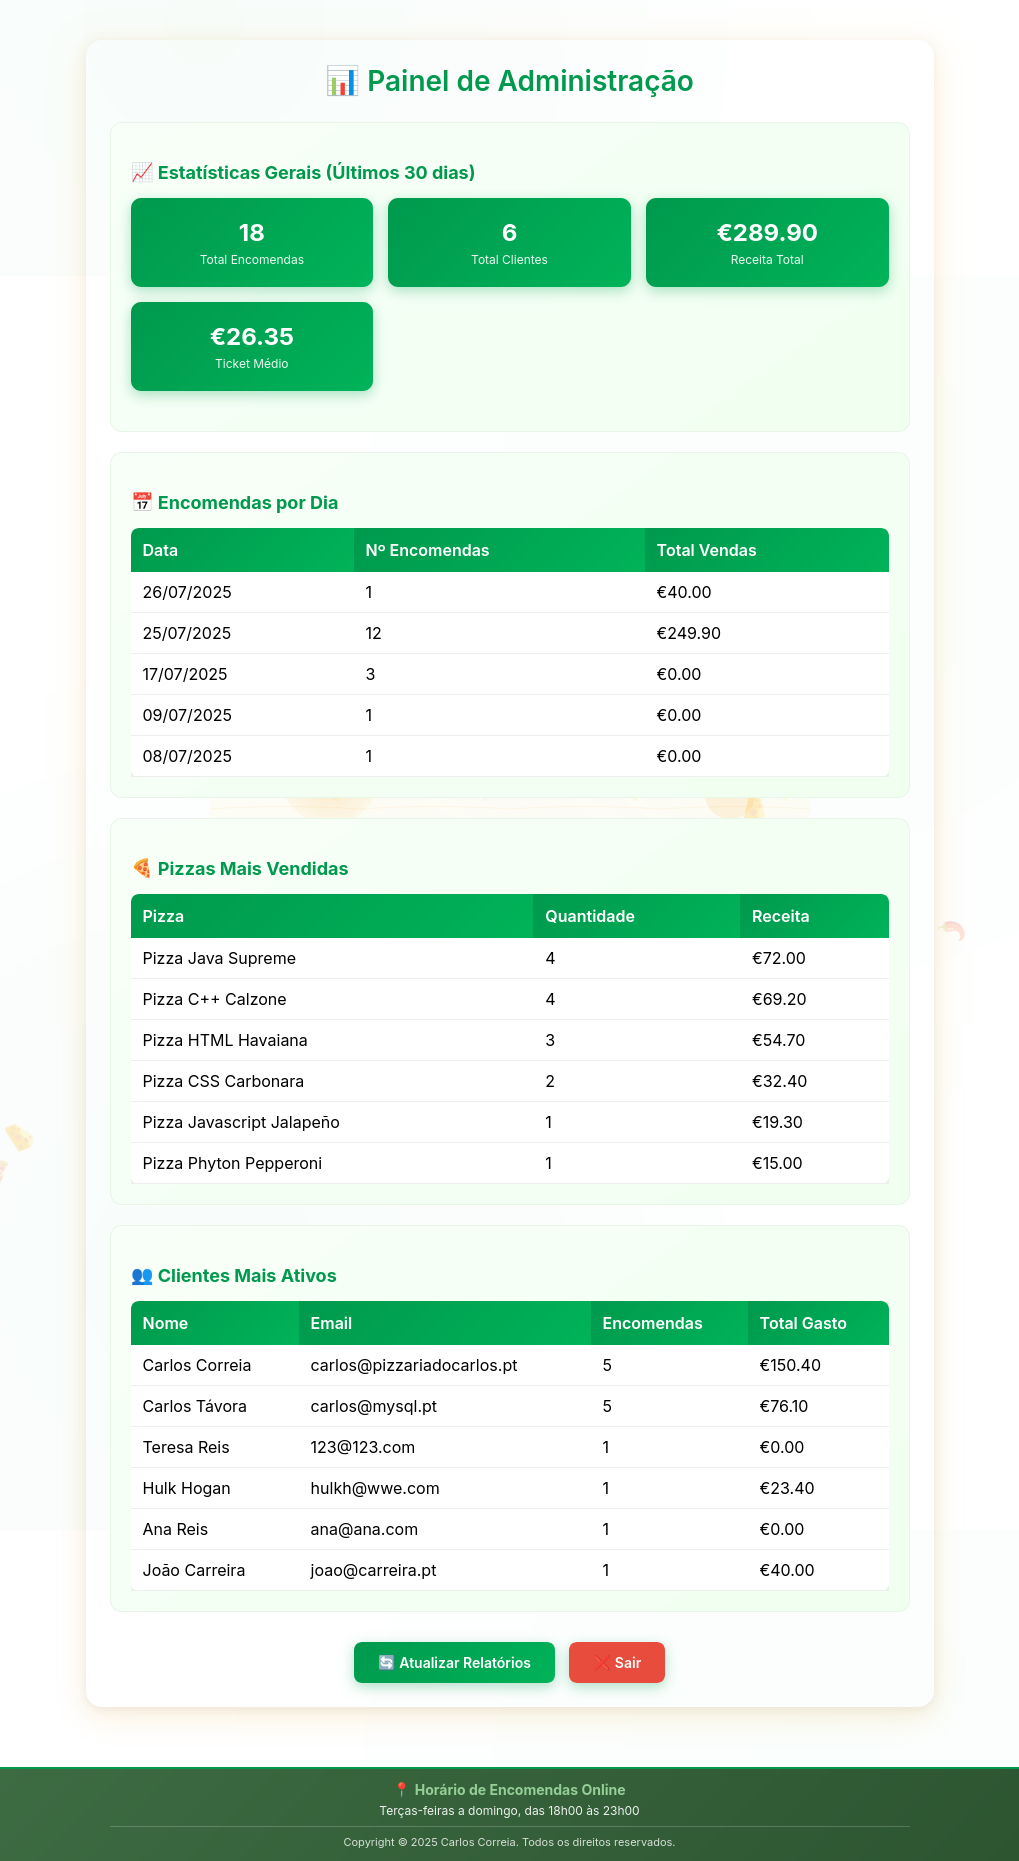 📊 Painel de Administração
📈 Estatísticas Gerais (Últimos 30 dias)
18
Total Encomendas
6
Total Clientes
€289.90
Receita Total
€26.35
Ticket Médio
📅 Encomendas por Dia
Data Nº Encomendas Total Vendas
26/07/2025 1 €40.00
25/07/2025 12 €249.90
17/07/2025 3 €0.00
09/07/2025 1 €0.00
08/07/2025 1 €0.00
🍕 Pizzas Mais Vendidas
Pizza Quantidade Receita
Pizza Java Supreme 4 €72.00
Pizza C++ Calzone 4 €69.20
Pizza HTML Havaiana 3 €54.70
Pizza CSS Carbonara 2 €32.40
Pizza Javascript Jalapeño 1 €19.30
Pizza Phyton Pepperoni 1 €15.00
👥 Clientes Mais Ativos
Nome Email Encomendas Total Gasto
Carlos Correia carlos@pizzariadocarlos.pt 5 €150.40
Carlos Távora carlos@mysql.pt 5 €76.10
Teresa Reis 123@123.com 1 €0.00
Hulk Hogan hulkh@wwe.com 1 €23.40
Ana Reis ana@ana.com 1 €0.00
João Carreira joao@carreira.pt 1 €40.00
🔄 Atualizar Relatórios ❌ Sair
📍 Horário de Encomendas Online
Terças-feiras a domingo, das 18h00 às 23h00
Copyright © 2025 Carlos Correia. Todos os direitos reservados.